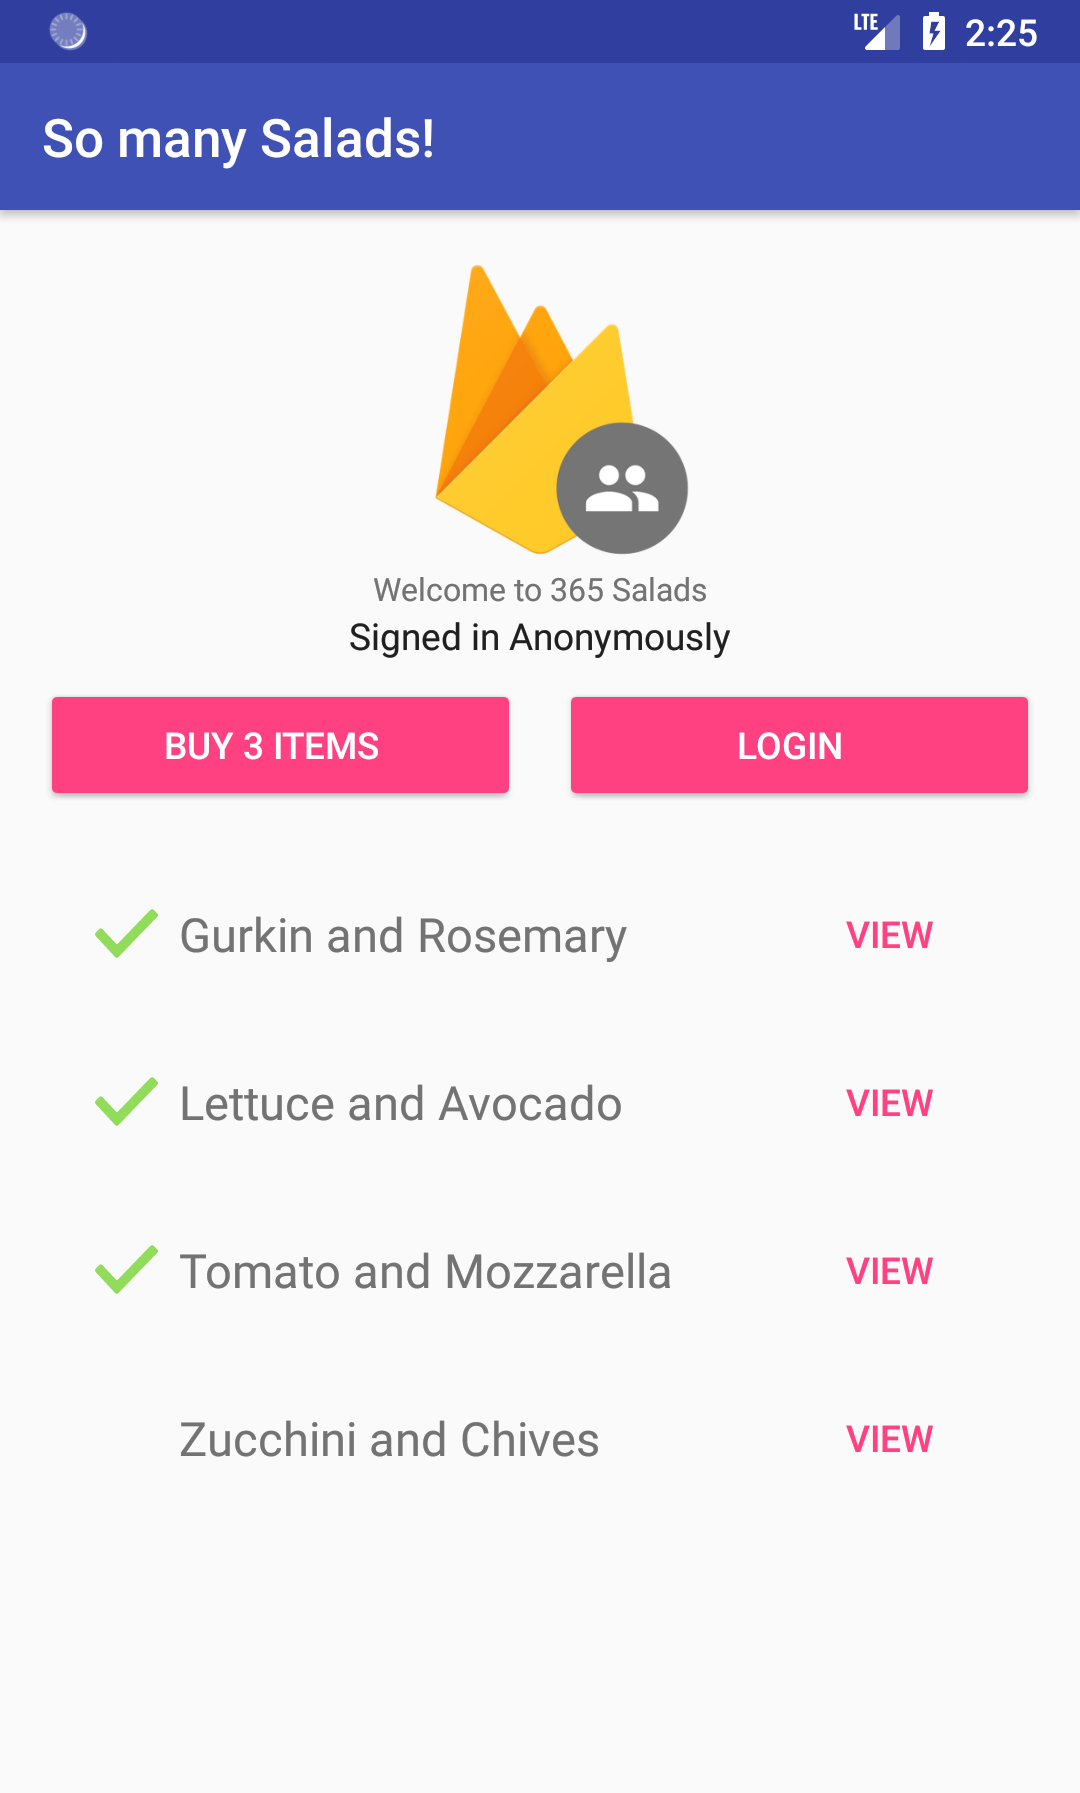 LTE 2:25
So many Salads!
Welcome to 365 Salads
Signed in Anonymously
BUY 3 ITEMS LOGIN
Gurkin and Rosemary VIEW
Lettuce and Avocado VIEW
Tomato and Mozzarella VIEW
Zucchini and Chives VIEW